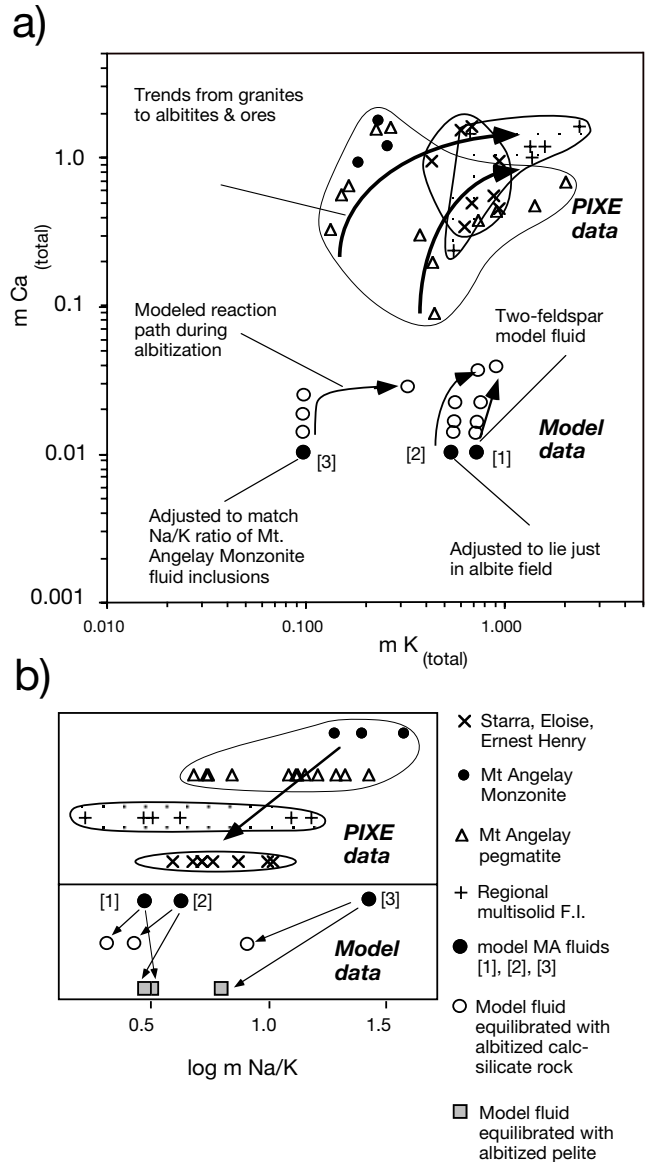 a)
Trends from granites
to albitites & ores
PIXE
data
Modeled reaction
path during
albitization
Two-feldspar
model fluid
Model
data
[3]
[2]
[1]
Adjusted to match
Na/K ratio of Mt.
Angelay Monzonite
fluid inclusions
Adjusted to lie just
in albite field
m Ca (total)
1.0
0.1
0.01
0.001
0.010
0.100
1.000
m K (total)
b)
PIXE
data
[1]
[2]
[3]
Model
data
0.5
1.0
1.5
log m Na/K
Starra, Eloise,
Ernest Henry
Mt Angelay
Monzonite
Mt Angelay
pegmatite
Regional
multisolid F.I.
model MA fluids
[1], [2], [3]
Model fluid
equilibrated with
albitized calc-
silicate rock
Model fluid
equilibrated with
albitized pelite